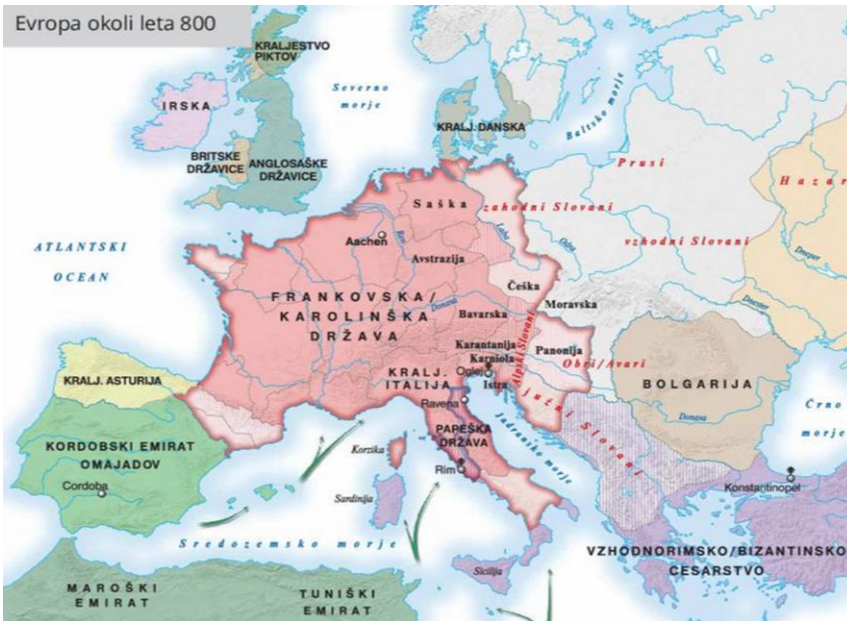 Evropa okoli leta 800
KRALJESTVO
PIKTOV
Severno
morje
IRSKA
KRALJ. DANSKA
Baltsko morje
BRITSKE
DRŽAVICE
ANGLOSAŠKE
DRŽAVICE
Prusi
Hazar
Saška
zahodni Slovani
Aachen
Ren
Laba
Odra
vzhodni Slovani
ATLANTSKI
OCEAN
Avstrazija
Dneper
Češka
Dnester
FRANKOVSKA/
KAROLINŠKA
DRŽAVA
Donava
Moravska
Bavarska
Alpski Slovani
Karantanija
Karniola
Panonija
Obri/Avari
KRALJ.
ITALIJA
Oglej
Istra
KRALJ. ASTURIJA
BOLGARIJA
Ravena
južni Slovani
Donava
Črno
morje
PAPEŠKA
DRŽAVA
Jadransko morje
KORDOBSKI EMIRAT
OMAJADOV
Korzika
Rim
Cordoba
Konstantinopel
Sardinija
Sredozemsko morje
VZHODNORIMSKO/BIZANTINSKO
CESARSTVO
Sicilija
MAROŠKI
EMIRAT
TUNIŠKI
EMIRAT